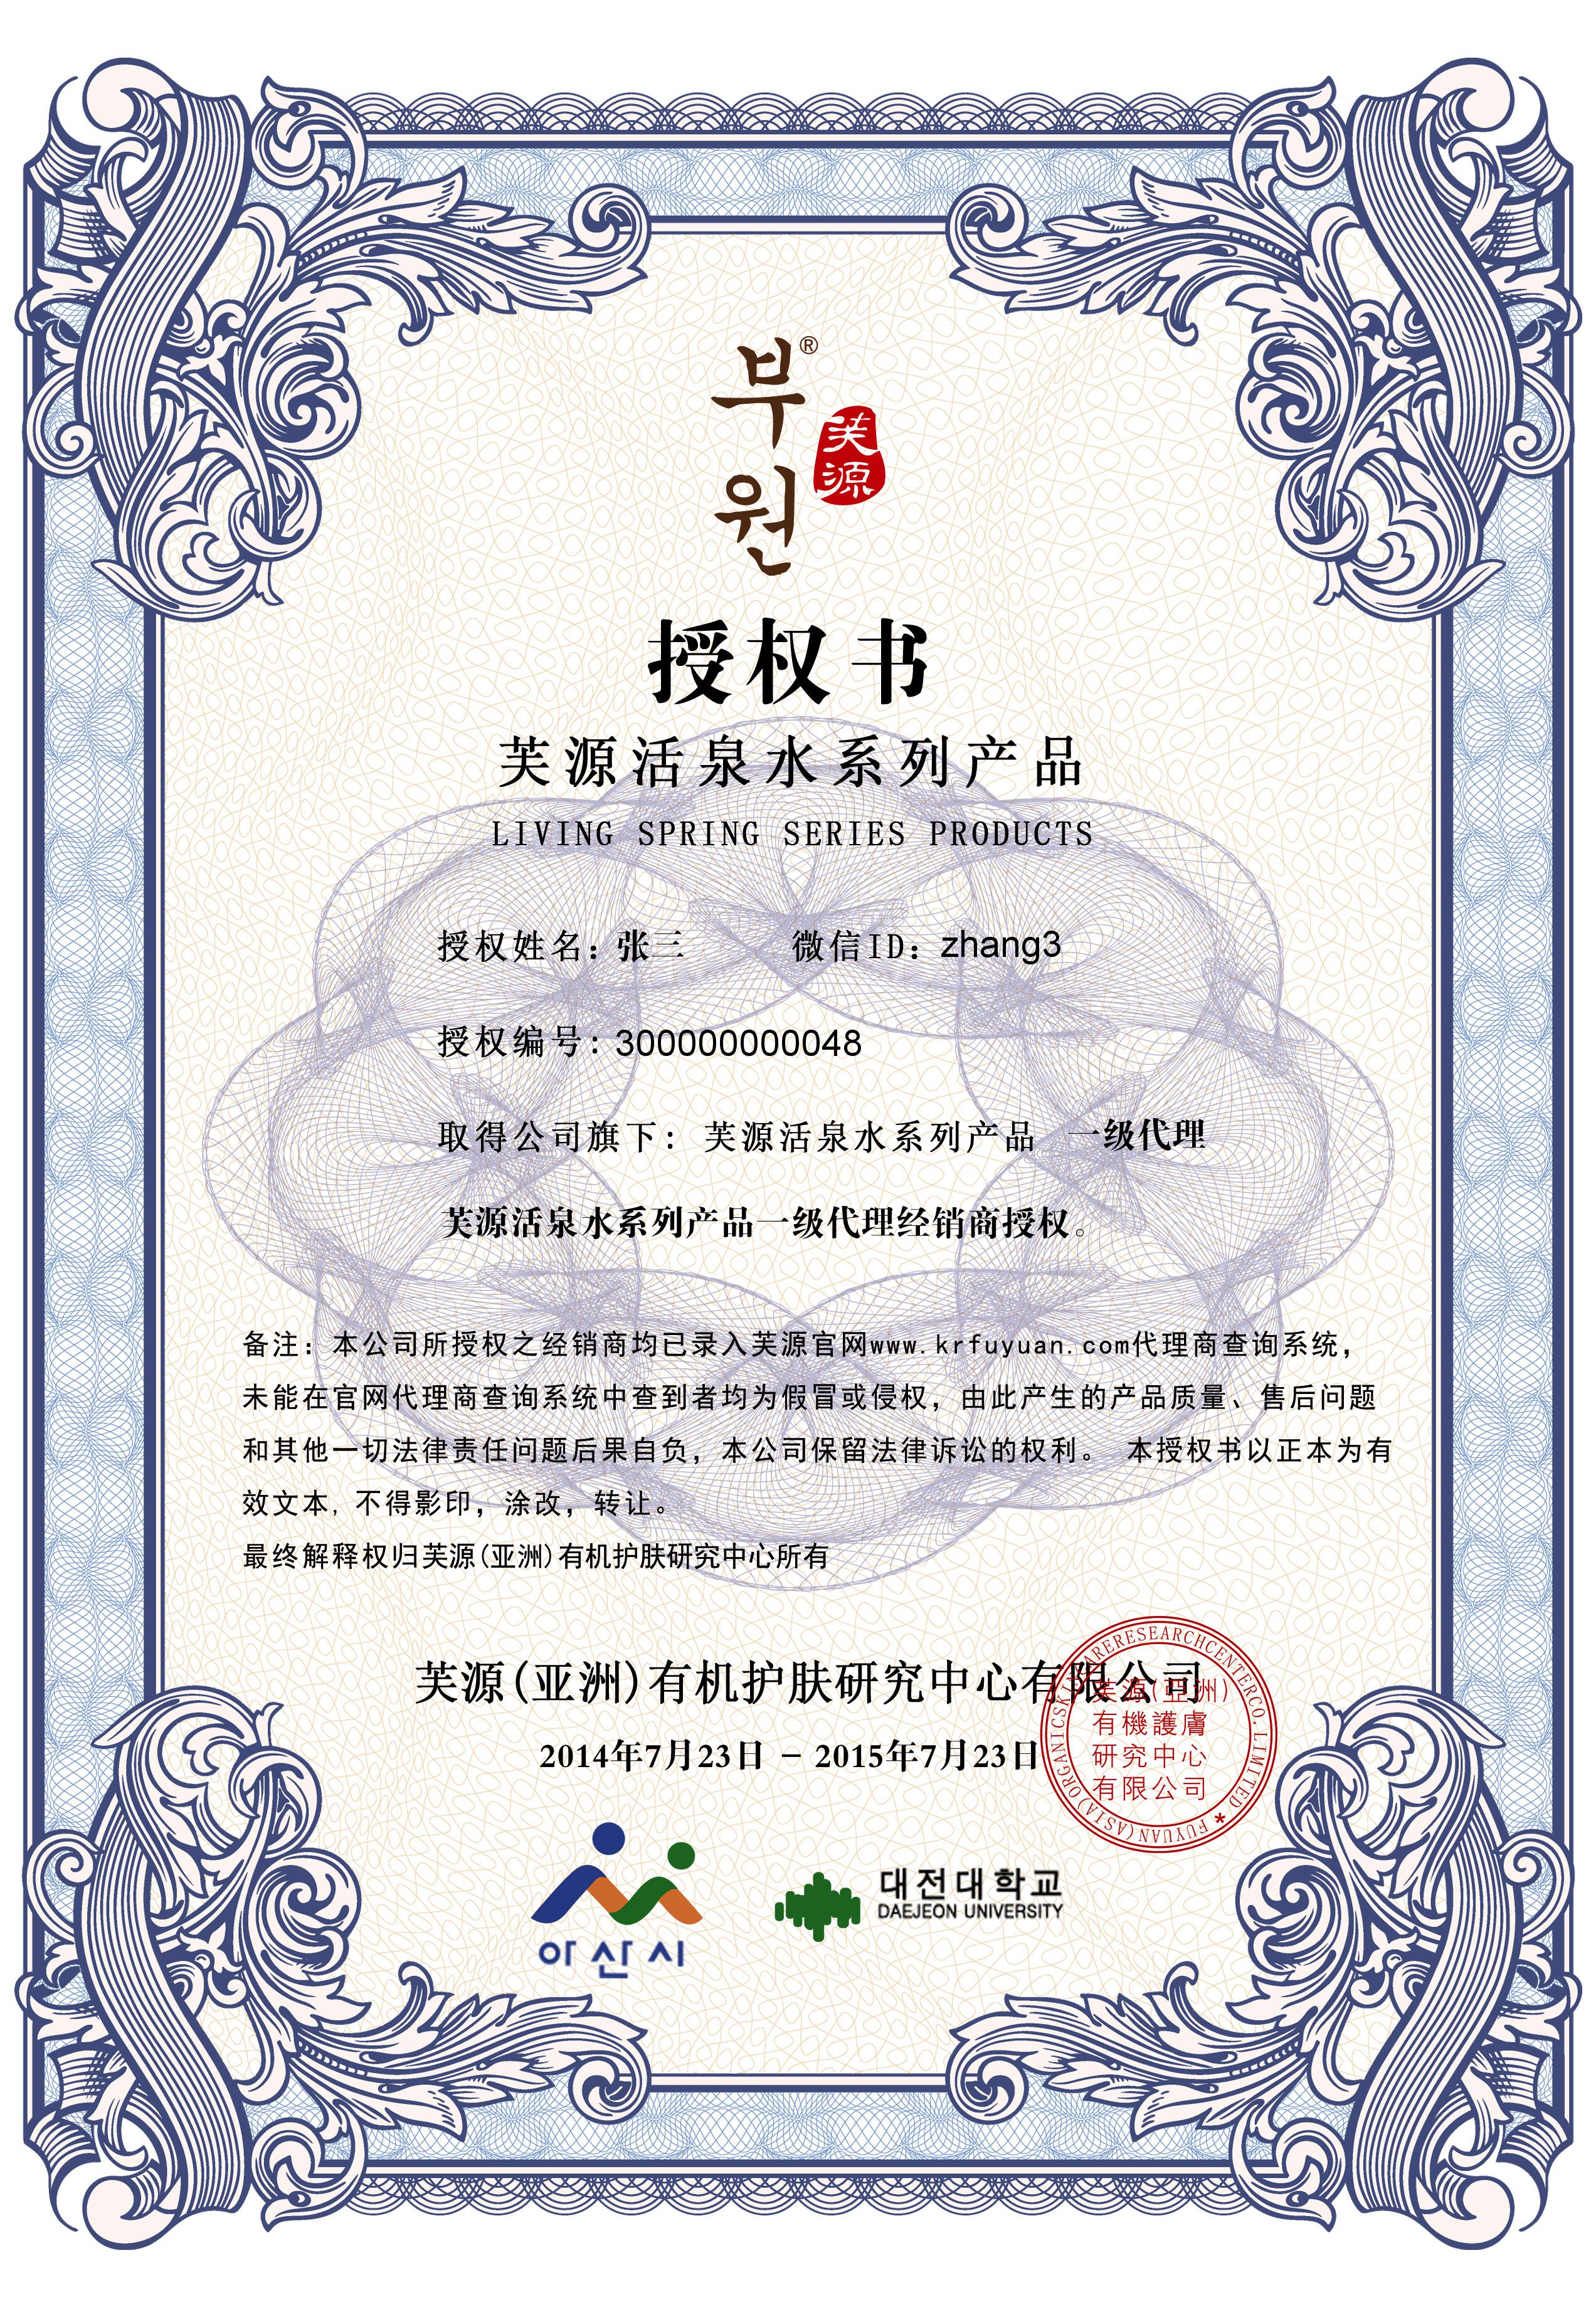 부원®
芙源
授权书
芙源活泉水系列产品
LIVING SPRING SERIES PRODUCTS
授权姓名：张三 微信ID：zhang3
授权编号：300000000048
取得公司旗下： 芙源活泉水系列产品 一级代理
芙源活泉水系列产品一级代理经销商授权。
备注：本公司所授权之经销商均已录入芙源官网www.krfuyuan.com代理商查询系统，
未能在官网代理商查询系统中查到者均为假冒或侵权，由此产生的产品质量、售后问题
和其他一切法律责任问题后果自负，本公司保留法律诉讼的权利。 本授权书以正本为有
效文本，不得影印，涂改，转让。
最终解释权归芙源(亚洲)有机护肤研究中心所有
芙源(亚洲)有机护肤研究中心有限公司
2014年7月23日 － 2015年7月23日
FUYUAN(ASIA)ORGANICSKINCARERESEARCHCENTERCO.LIMITED
芙源(亞洲)
有機護膚
研究中心
有限公司
아산시
대전대학교
DAEJEON UNIVERSITY